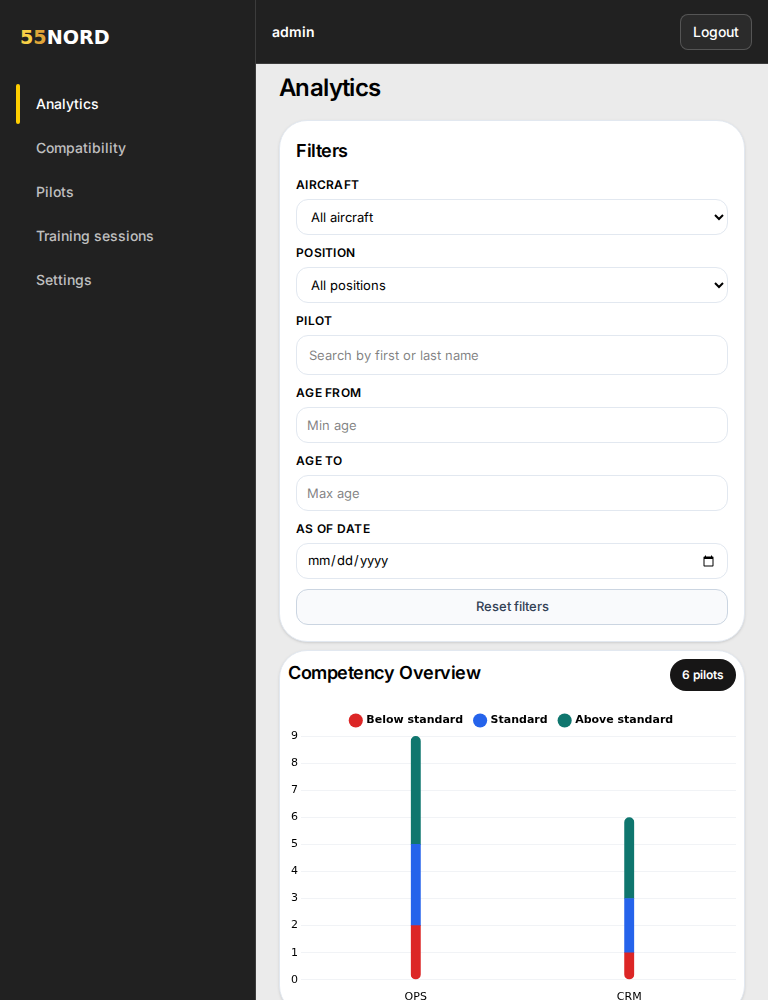 55NORD
admin
Logout
Analytics
Compatibility
Pilots
Training sessions
Settings
Analytics
Filters
AIRCRAFT
All aircraft
POSITION
All positions
PILOT
Search by first or last name
AGE FROM
Min age
AGE TO
Max age
AS OF DATE
mm/dd/yyyy
Reset filters
Competency Overview
6 pilots
Below standard Standard Above standard
9
8
7
6
5
4
3
2
1
0
OPS CRM